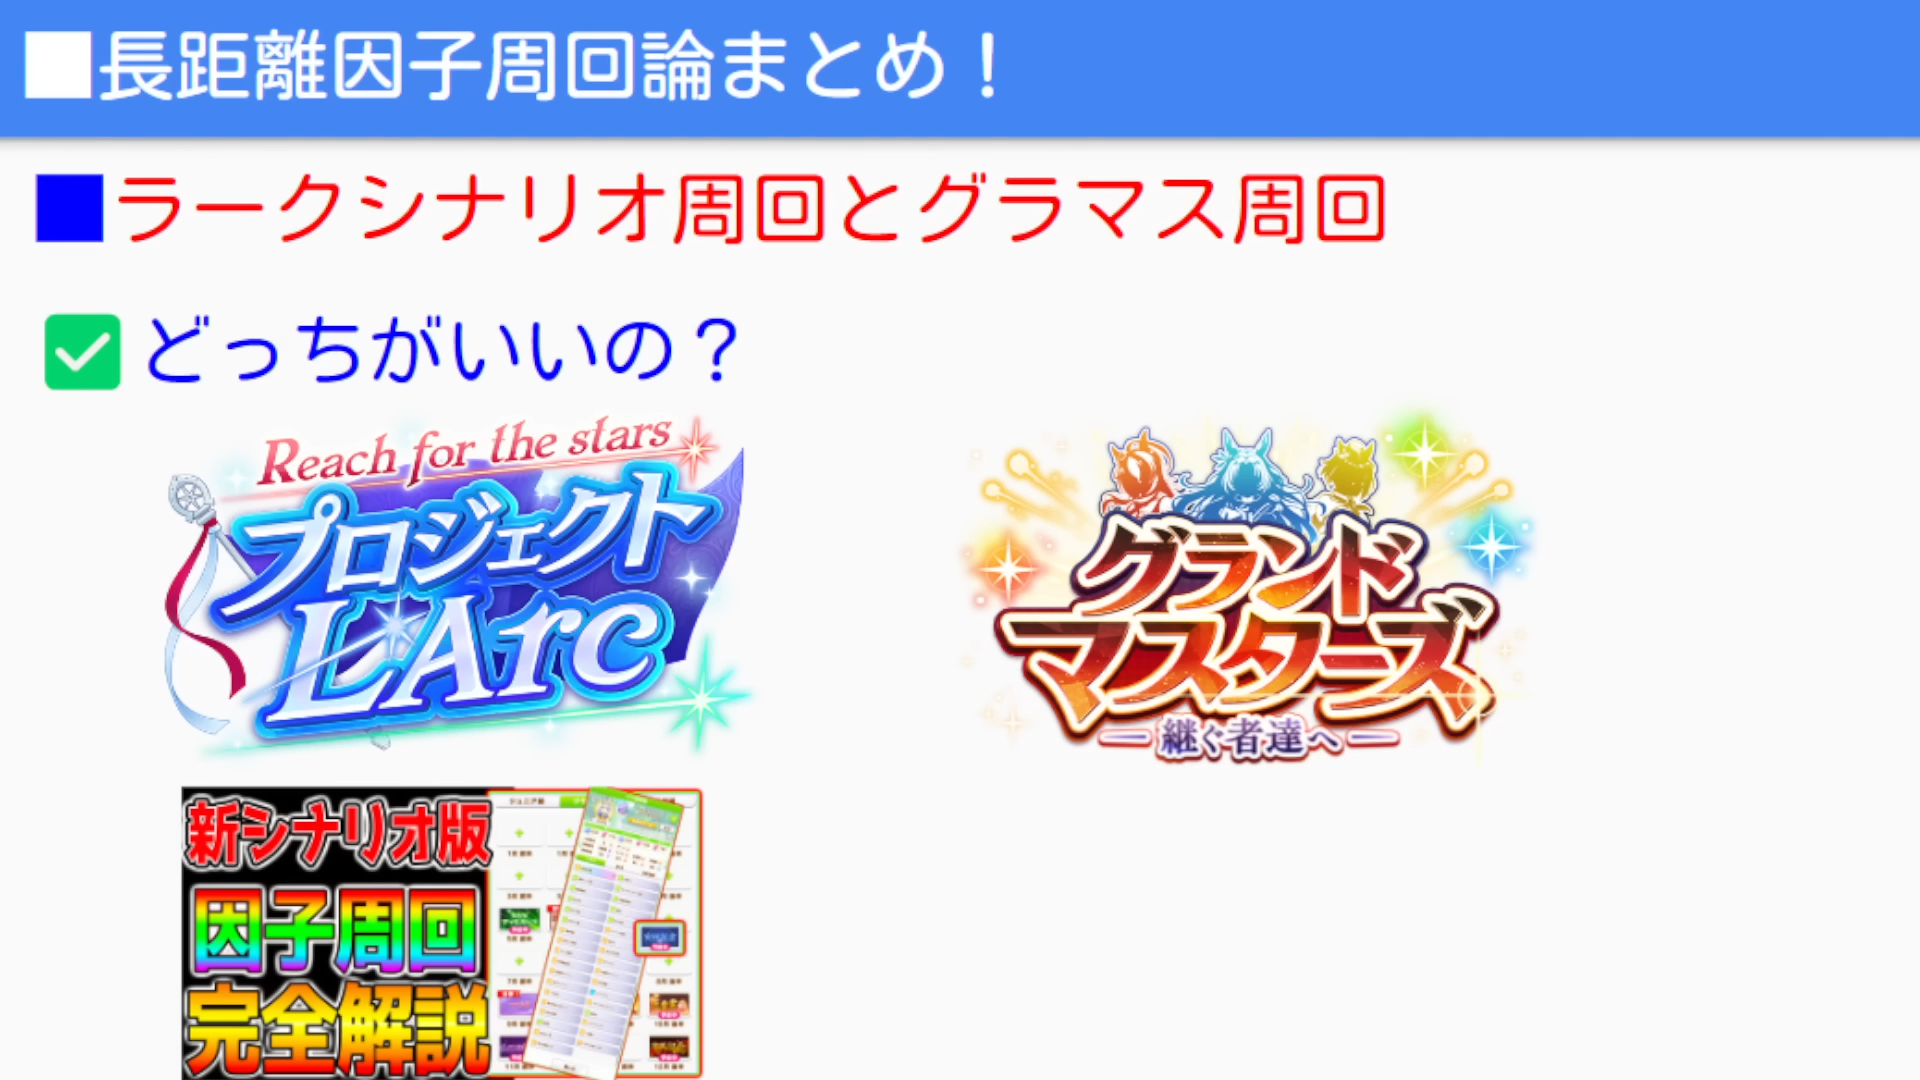 ■長距離因子周回論まとめ！
■ラークシナリオ周回とグラマス周回
✅どっちがいいの？
Reach for the stars
プロジェクト
L'Arc
グランド
マスターズ
―継ぐ者達へ―
新シナリオ版
因子周回
完全解説